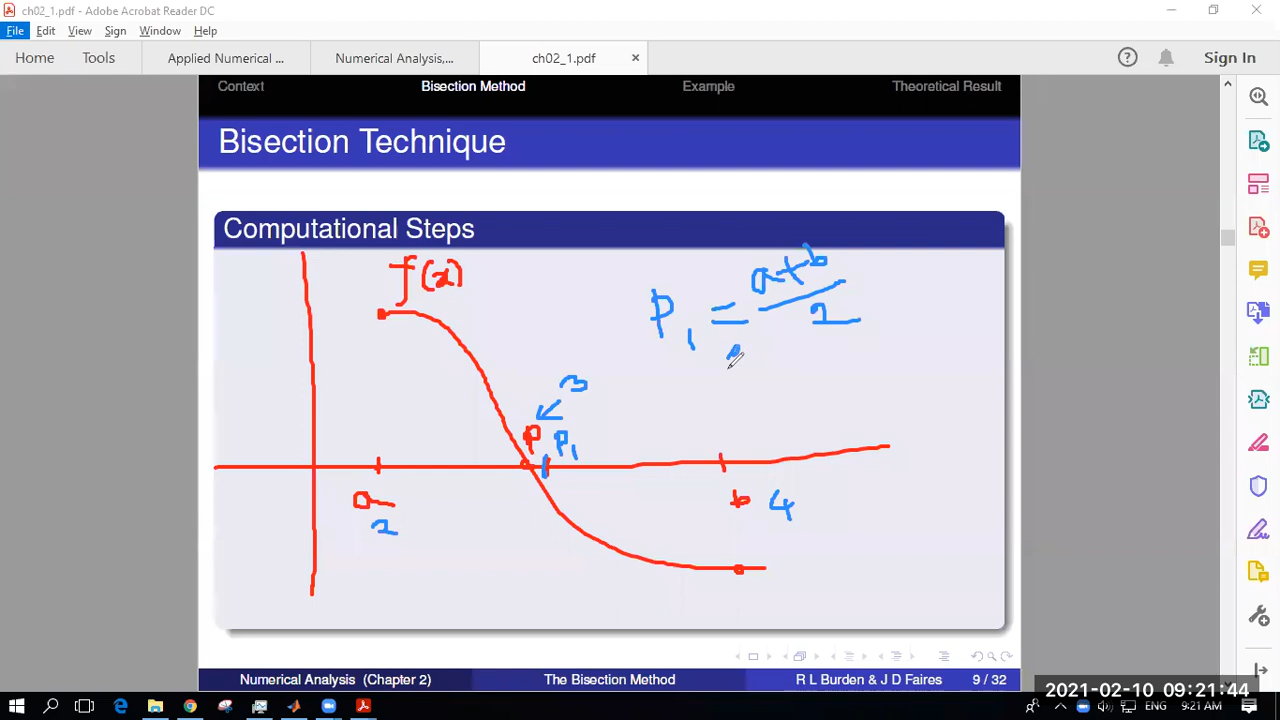 ch02_1.pdf - Adobe Acrobat Reader DC
File Edit View Sign Window Help
Home Tools Applied Numerical ... Numerical Analysis,... ch02_1.pdf Sign In
Context Bisection Method Example Theoretical Result
Bisection Technique
Computational Steps
f(x)
P1 = a+b
2
3
P P1
a b 4
2
Numerical Analysis (Chapter 2) The Bisection Method R L Burden & J D Faires 9 / 32
2021-02-10 09:21:44
ENG 9:21 AM